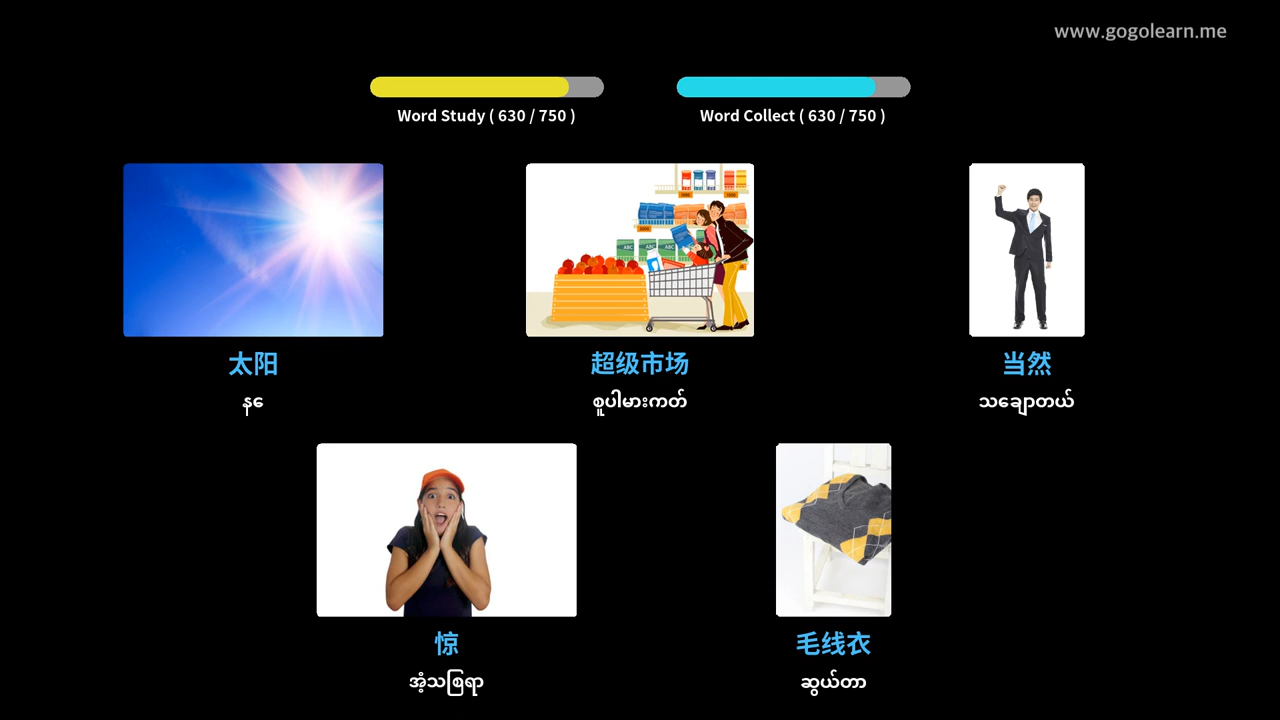 www.gogolearn.me
Word Study ( 630 / 750 )
Word Collect ( 630 / 750 )
太阳
超级市场
当然
နေ
စူပါမားကတ်
သချောတယ်
惊
毛线衣
အံ့သစြရာ
ဆွယ်တာ